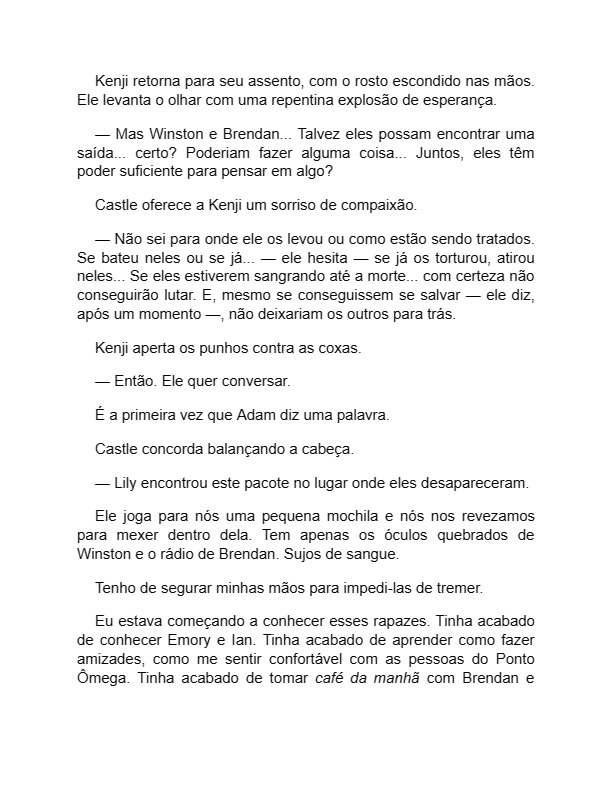 Kenji retorna para seu assento, com o rosto escondido nas mãos.
Ele levanta o olhar com uma repentina explosão de esperança.
— Mas Winston e Brendan... Talvez eles possam encontrar uma
saída... certo? Poderiam fazer alguma coisa... Juntos, eles têm
poder suficiente para pensar em algo?
Castle oferece a Kenji um sorriso de compaixão.
— Não sei para onde ele os levou ou como estão sendo tratados.
Se bateu neles ou se já... — ele hesita — se já os torturou, atirou
neles... Se eles estiverem sangrando até a morte... com certeza não
conseguirão lutar. E, mesmo se conseguissem se salvar — ele diz,
após um momento —, não deixariam os outros para trás.
Kenji aperta os punhos contra as coxas.
— Então. Ele quer conversar.
É a primeira vez que Adam diz uma palavra.
Castle concorda balançando a cabeça.
— Lily encontrou este pacote no lugar onde eles desapareceram.
Ele joga para nós uma pequena mochila e nós nos revezamos
para mexer dentro dela. Tem apenas os óculos quebrados de
Winston e o rádio de Brendan. Sujos de sangue.
Tenho de segurar minhas mãos para impedi-las de tremer.
Eu estava começando a conhecer esses rapazes. Tinha acabado
de conhecer Emory e Ian. Tinha acabado de aprender como fazer
amizades, como me sentir confortável com as pessoas do Ponto
Ômega. Tinha acabado de tomar café da manhã com Brendan e